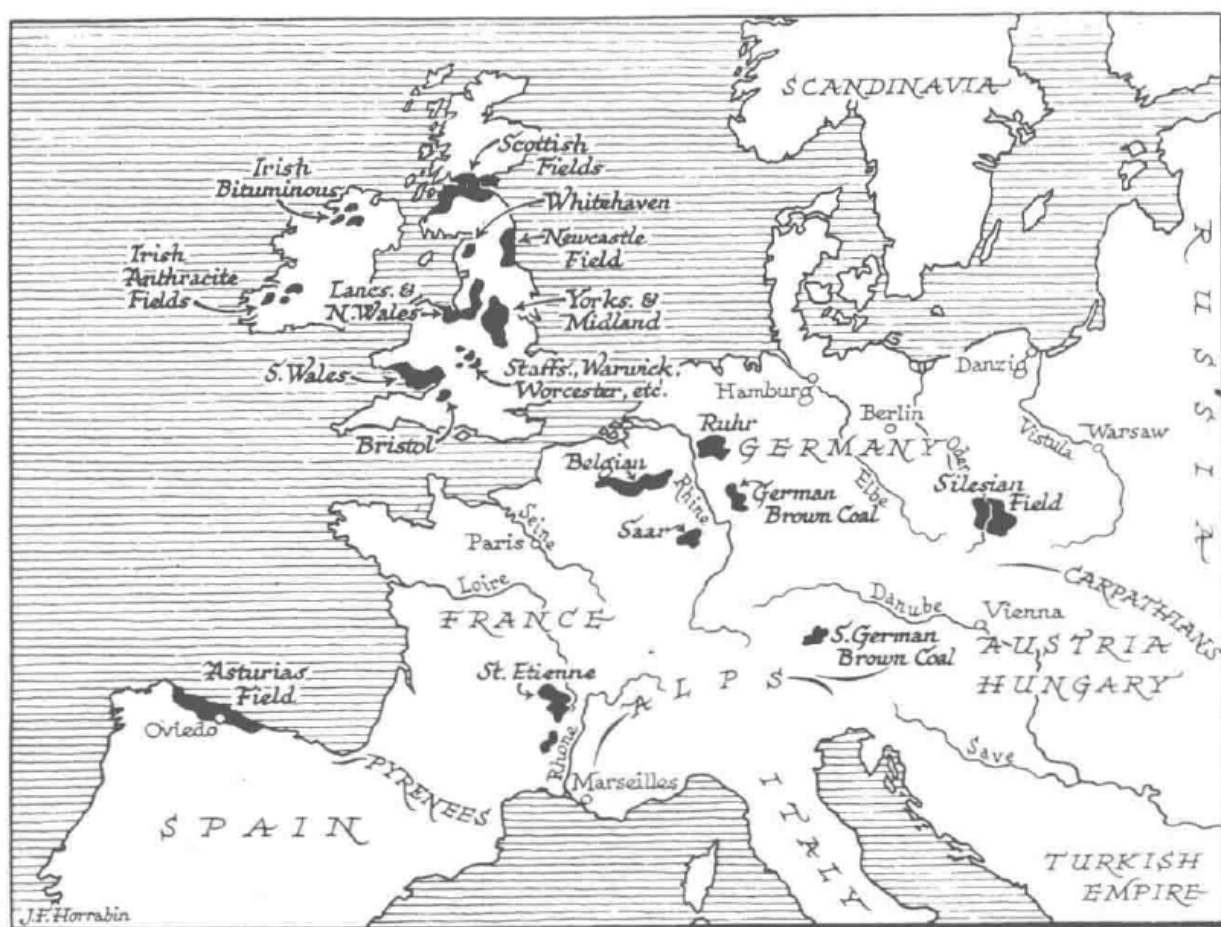 SCANDINAVIA
Scottish
Fields
Irish
Bituminous
Whitehaven
Newcastle
Field
Irish
Anthracite
Fields
Lancs. &
N. Wales
Yorks. &
Midland
S. Wales
Staffs., Warwick,
Worcester, etc.
Bristol
RUSSIA
Danzig
Hamburg
Berlin
Vistula
Warsaw
Ruhr
GERMANY
Oder
Elbe
Belgian
Rhine
German
Brown Coal
Silesian
Field
Saar
Seine
Paris
Loire
FRANCE
CARPATHIANS
Danube
Vienna
S. German
Brown Coal
AUSTRIA
HUNGARY
St. Etienne
ALPS
Asturias
Field
Oviedo
Rhone
Save
Marseilles
PYRENEES
SPAIN
ITALY
TURKISH
EMPIRE
J.F. Horrabin